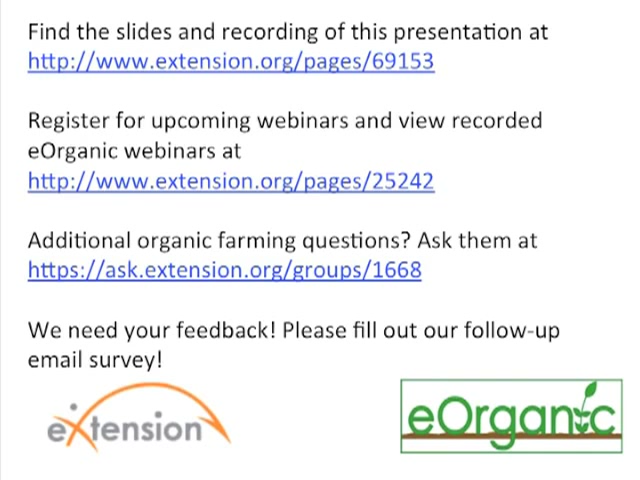 Find the slides and recording of this presentation at
http://www.extension.org/pages/69153
Register for upcoming webinars and view recorded
eOrganic webinars at
http://www.extension.org/pages/25242
Additional organic farming questions? Ask them at
https://ask.extension.org/groups/1668
We need your feedback! Please fill out our follow-up
email survey!
eXtension
eOrganic